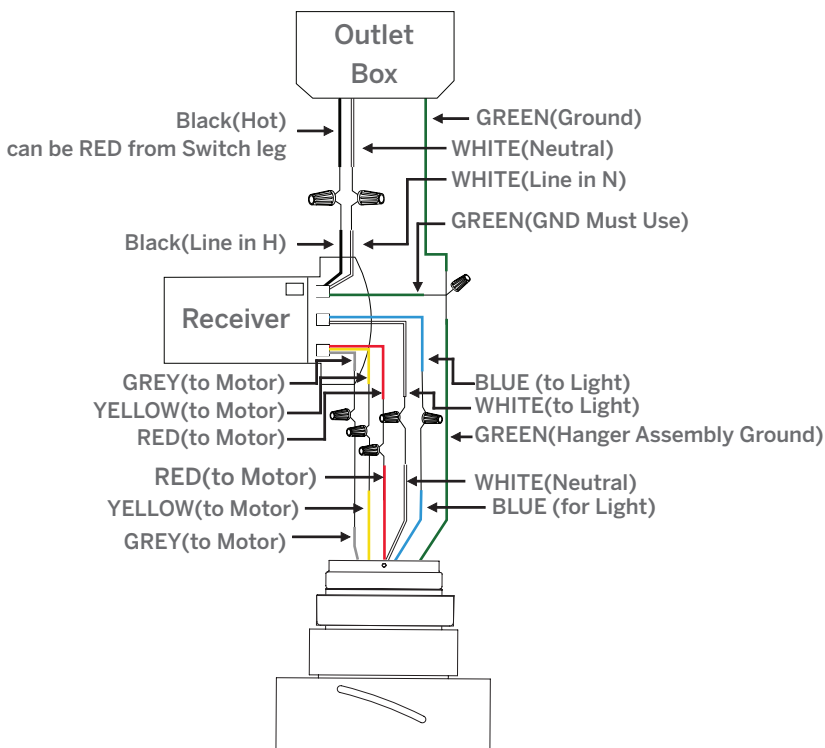 Outlet
Box
Black(Hot)
can be RED from Switch leg
GREEN(Ground)
WHITE(Neutral)
WHITE(Line in N)
GREEN(GND Must Use)
Black(Line in H)
Receiver
GREY(to Motor)
YELLOW(to Motor)
RED(to Motor)
BLUE (to Light)
WHITE(to Light)
GREEN(Hanger Assembly Ground)
RED(to Motor)
YELLOW(to Motor)
GREY(to Motor)
WHITE(Neutral)
BLUE (for Light)